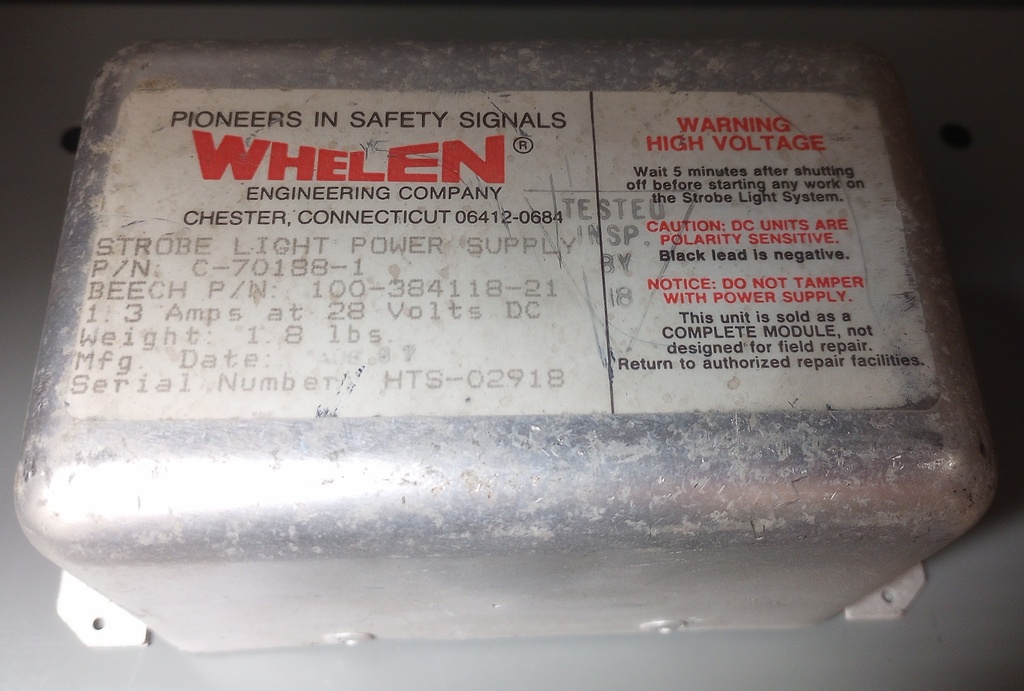 PIONEERS IN SAFETY SIGNALS
WHELEN®
ENGINEERING COMPANY
CHESTER, CONNECTICUT 06412-0684
STROBE LIGHT POWER SUPPLY
P/N. C-70188-1
BEECH P/N: 100-384118-21
1.3 Amps at 28 Volts DC
Weight: 1.8 lbs.
Mfg. Date:
Serial Number: HTS-02918
TESTED
INSP.
BY
18
WARNING
HIGH VOLTAGE
Wait 5 minutes after shutting
off before starting any work on
the Strobe Light System.
CAUTION: DC UNITS ARE
POLARITY SENSITIVE.
Black lead is negative.
NOTICE: DO NOT TAMPER
WITH POWER SUPPLY.
This unit is sold as a
COMPLETE MODULE, not
designed for field repair.
Return to authorized repair facilities.